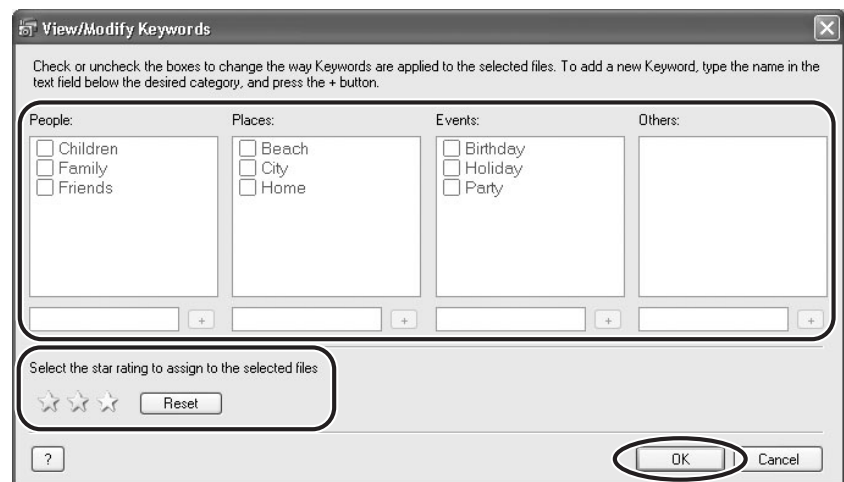 View/Modify Keywords
Check or uncheck the boxes to change the way Keywords are applied to the selected files. To add a new Keyword, type the name in the
text field below the desired category, and press the + button.
People: Places: Events: Others:
Children Beach Birthday
Family City Holiday
Friends Home Party
+ + + +
Select the star rating to assign to the selected files
Reset
? OK Cancel